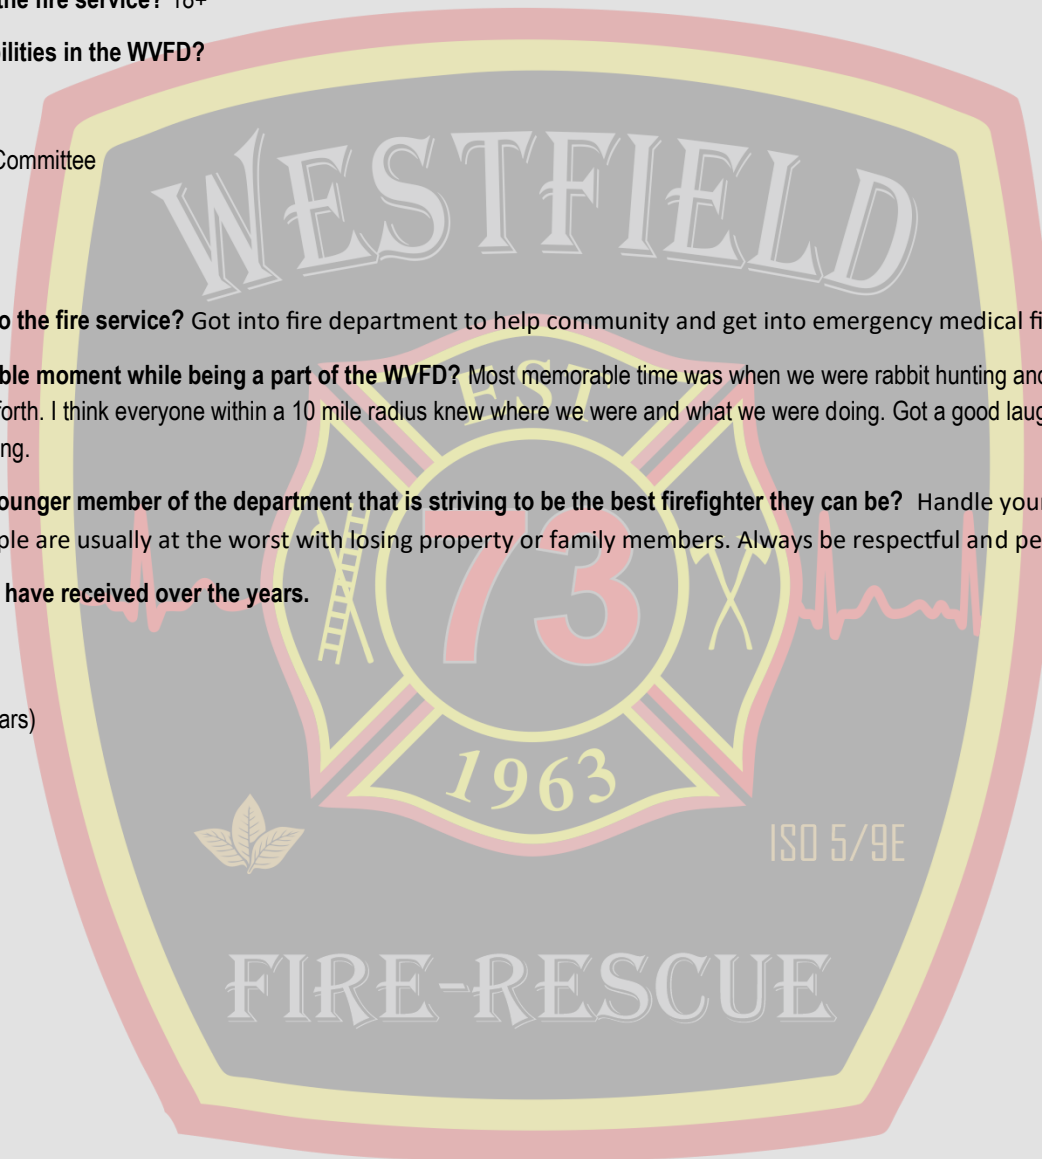 the fire service? 18+
bilities in the WVFD?
Committee
WESTFIELD
to the fire service? Got into fire department to help community and get into emergency medical fi
ble moment while being a part of the WVFD? Most memorable time was when we were rabbit hunting and
forth. I think everyone within a 10 mile radius knew where we were and what we were doing. Got a good laug
EST
ng.
ounger member of the department that is striving to be the best firefighter they can be? Handle your
ple are usually at the worst with losing property or family members. Always be respectful and pe
73
have received over the years.
ars)
1963
ISO 5/9E
FIRE-RESCUE